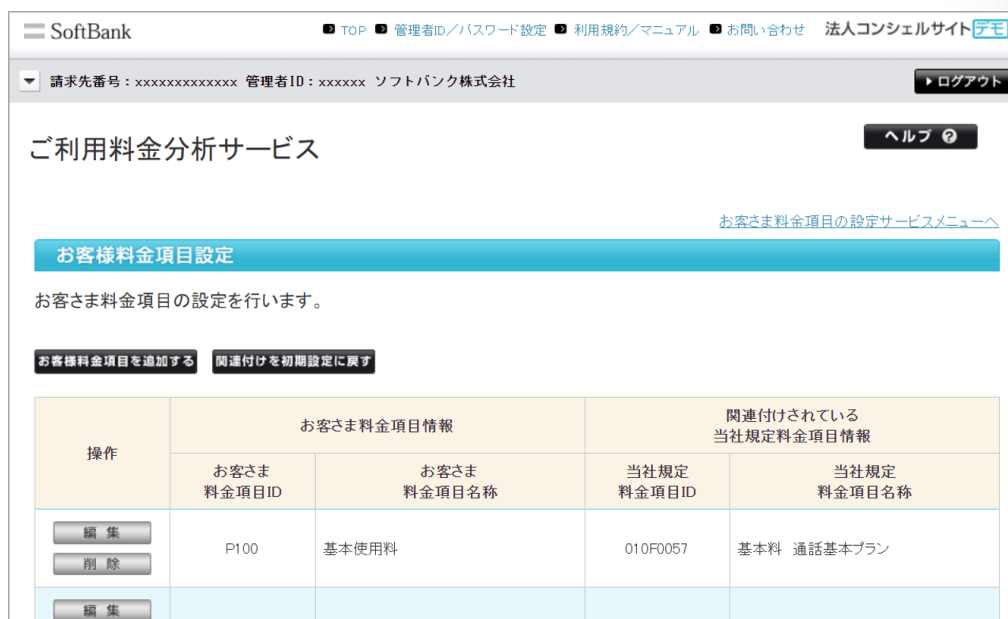 SoftBank
TOP 管理者ID／パスワード設定 利用規約／マニュアル お問い合わせ 法人コンシェルサイト デモ
請求先番号：xxxxxxxxxxxxx 管理者ID：xxxxxx ソフトバンク株式会社
ログアウト
ご利用料金分析サービス
ヘルプ
お客さま料金項目の設定サービスメニューへ
お客様料金項目設定
お客さま料金項目の設定を行います。
お客様料金項目を追加する 関連付けを初期設定に戻す
操作
お客さま料金項目情報
関連付けされている
当社規定料金項目情報
お客さま
料金項目ID
お客さま
料金項目名称
当社規定
料金項目ID
当社規定
料金項目名称
編 集
削 除
P100
基本使用料
010F0057
基本料 通話基本プラン
編 集